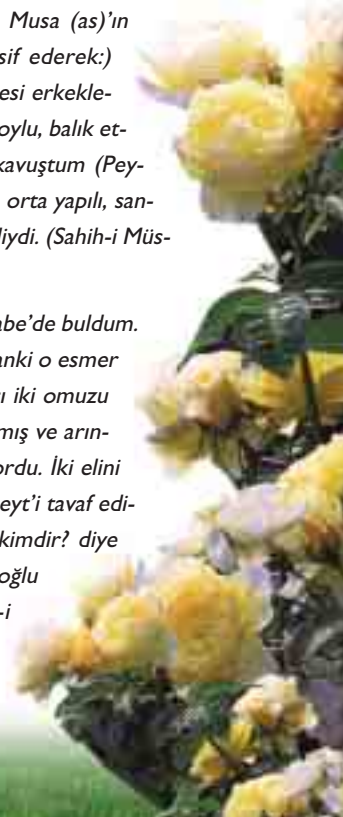 Musa (as)’ın
sif ederek:)
esi erkekle-
oylu, balık et-
kavuştum (Pey-
orta yapılı, san-
liydi. (Sahih-i Müs-
abe’de buldum.
anki o esmer
ı iki omuzu
mış ve arın-
ordu. İki elini
eyt’i tavaf edi-
kimdir? diye
oğlu
-i